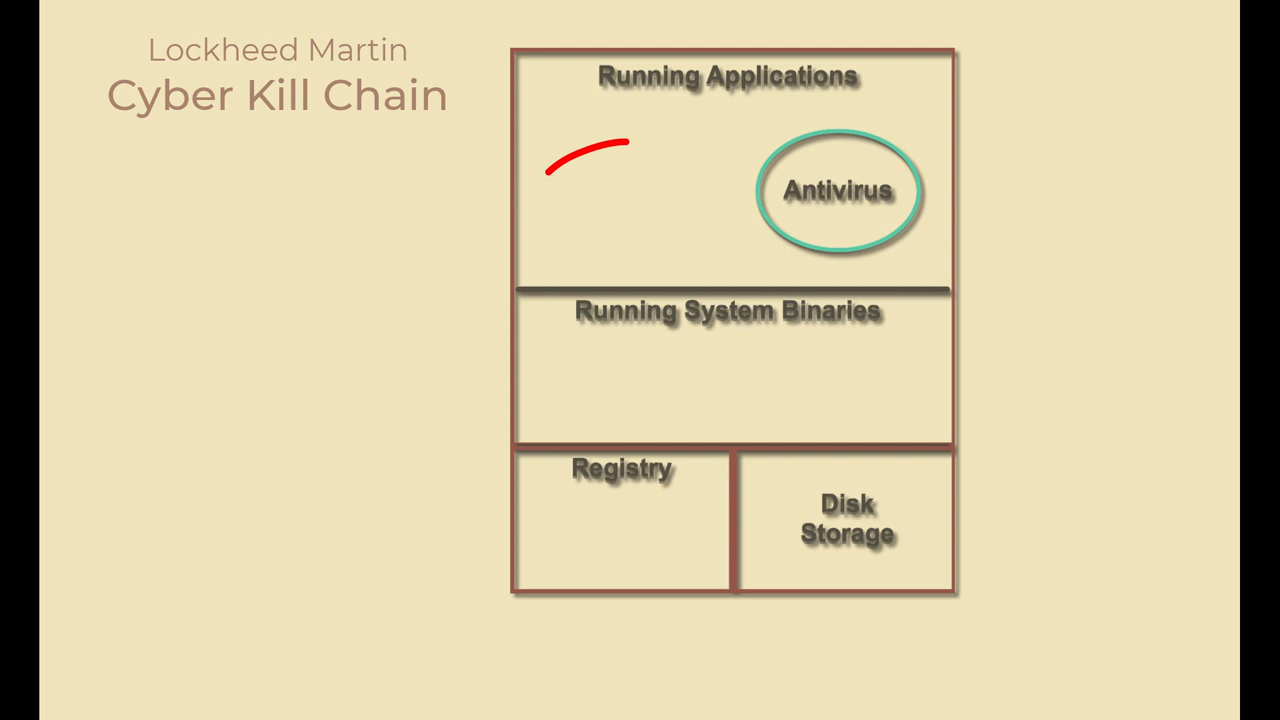 Lockheed Martin
Cyber Kill Chain
Running Applications
Antivirus
Running System Binaries
Registry
Disk
Storage